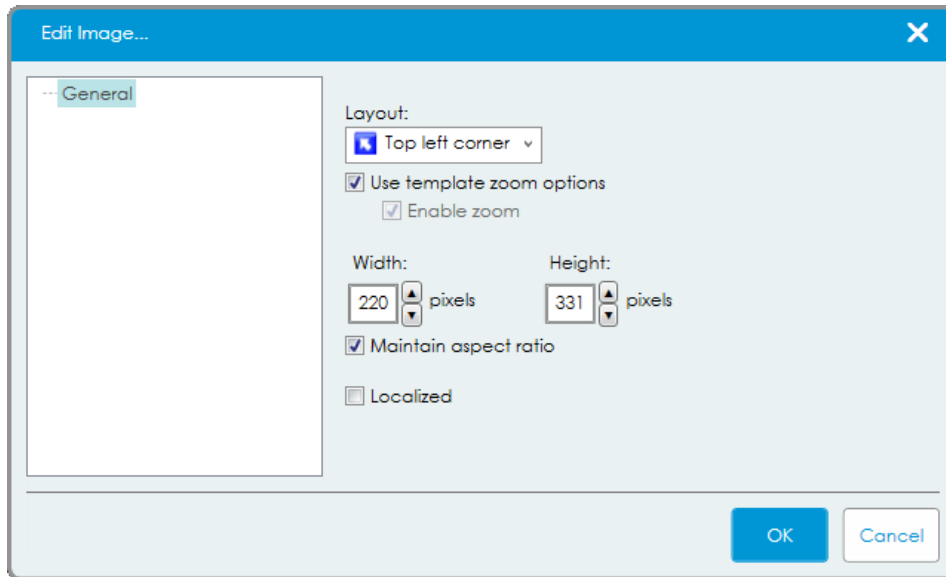 Edit Image...
General
Layout:
Top left corner
Use template zoom options
Enable zoom
Width: Height:
220 pixels 331 pixels
Maintain aspect ratio
Localized
OK Cancel